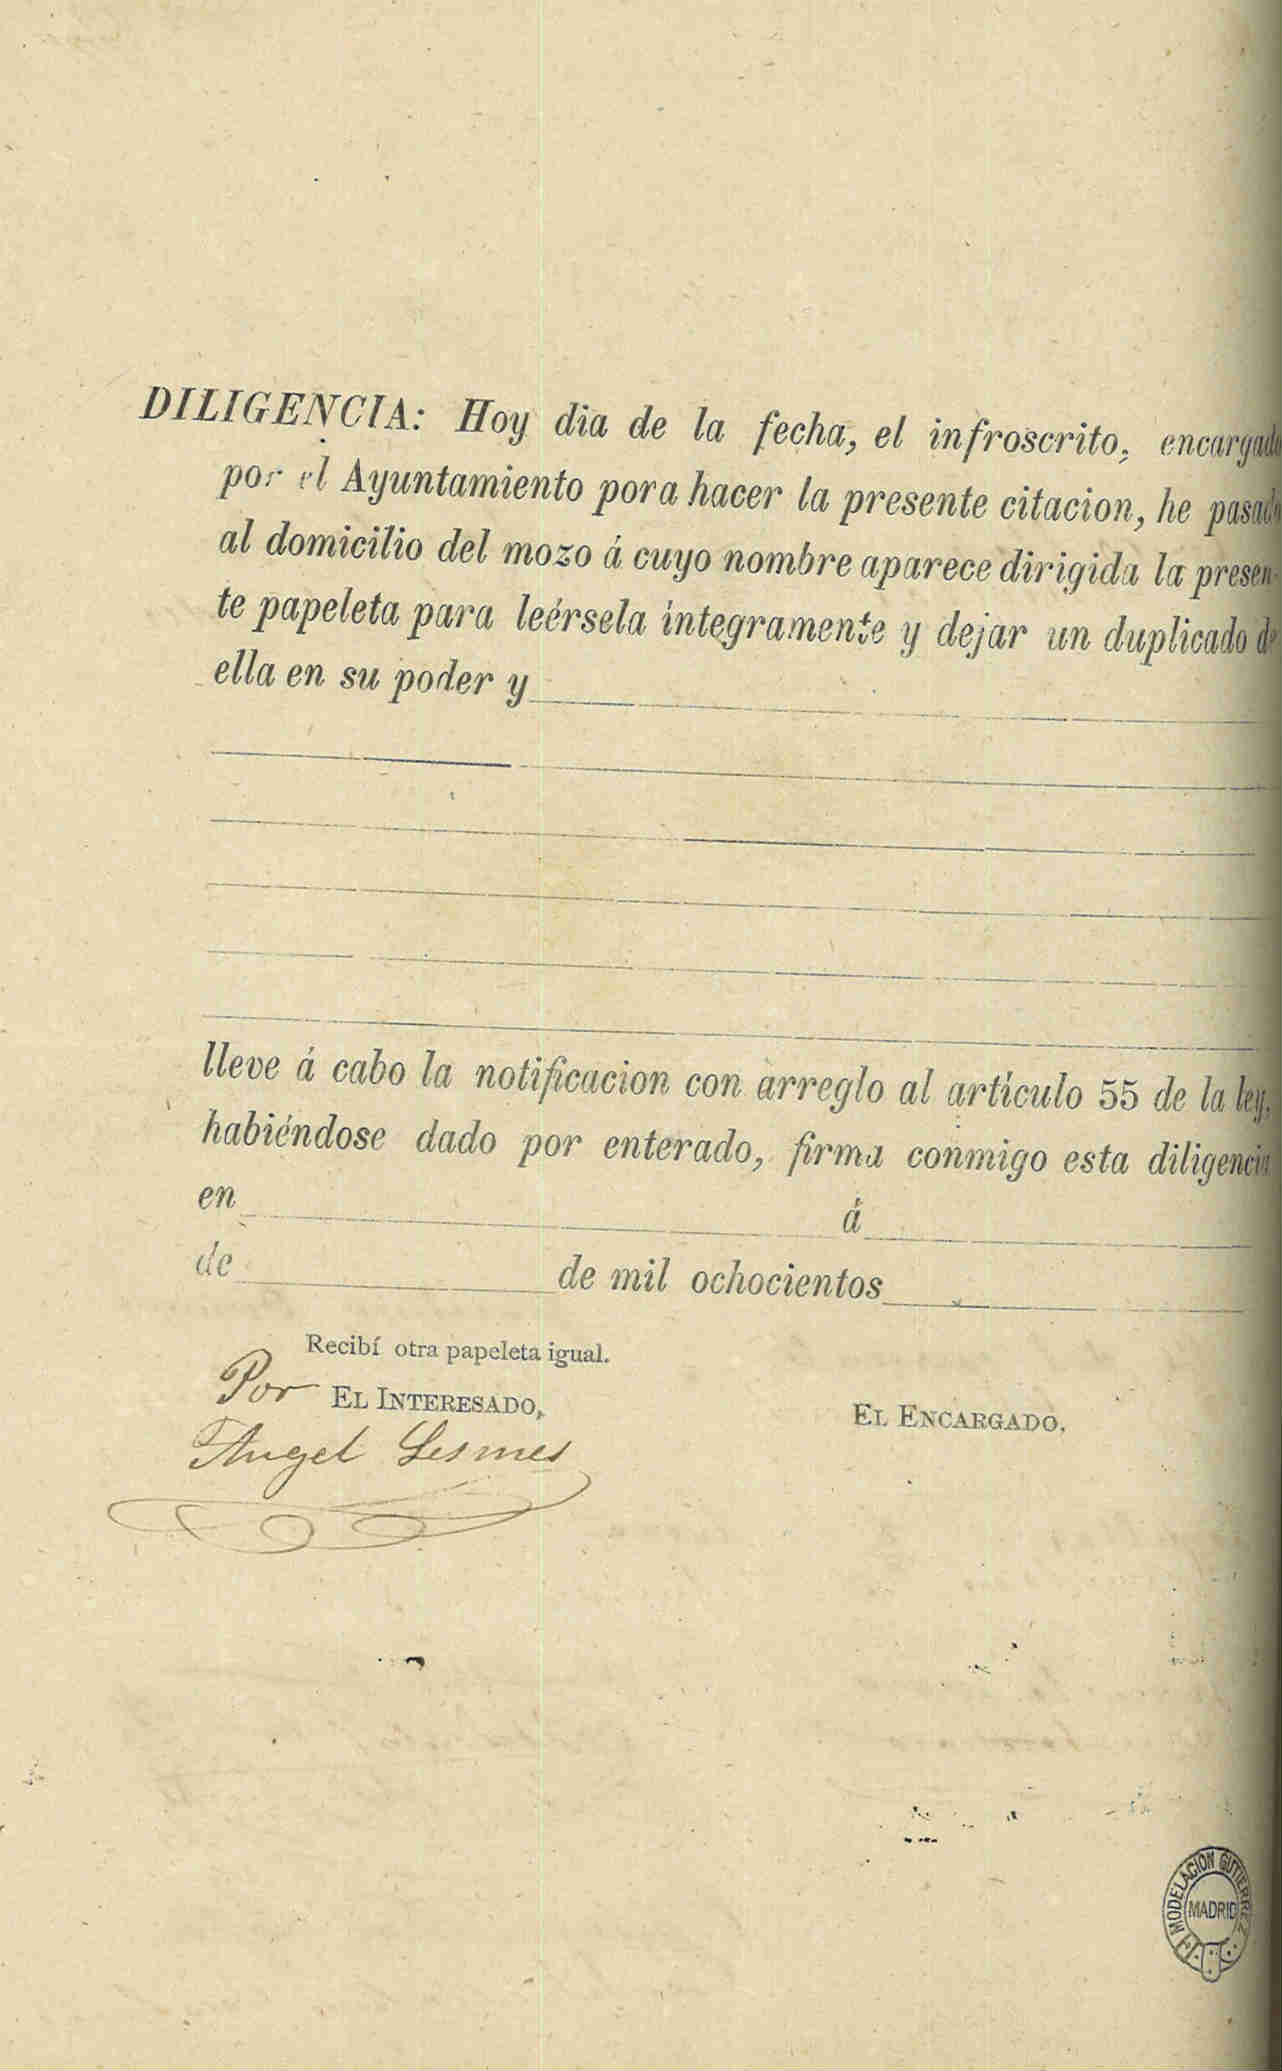 DILIGENCIA: Hoy dia de la fecha, el infroscrito, encargado
por el Ayuntamiento pora hacer la presente citacion, he pasado
al domicilio del mozo á cuyo nombre aparece dirigida la presen-
te papeleta para leérsela íntegramente y dejar un duplicado de
ella en su poder y
lleve á cabo la notificacion con arreglo al artículo 55 de la ley,
habiéndose dado por enterado, firma conmigo esta diligencia
en á
de de mil ochocientos
Recibí otra papeleta igual.
Por EL INTERESADO,
EL ENCARGADO,
Angel Lesmes
MODELACION GUTIERREZ
MADRID